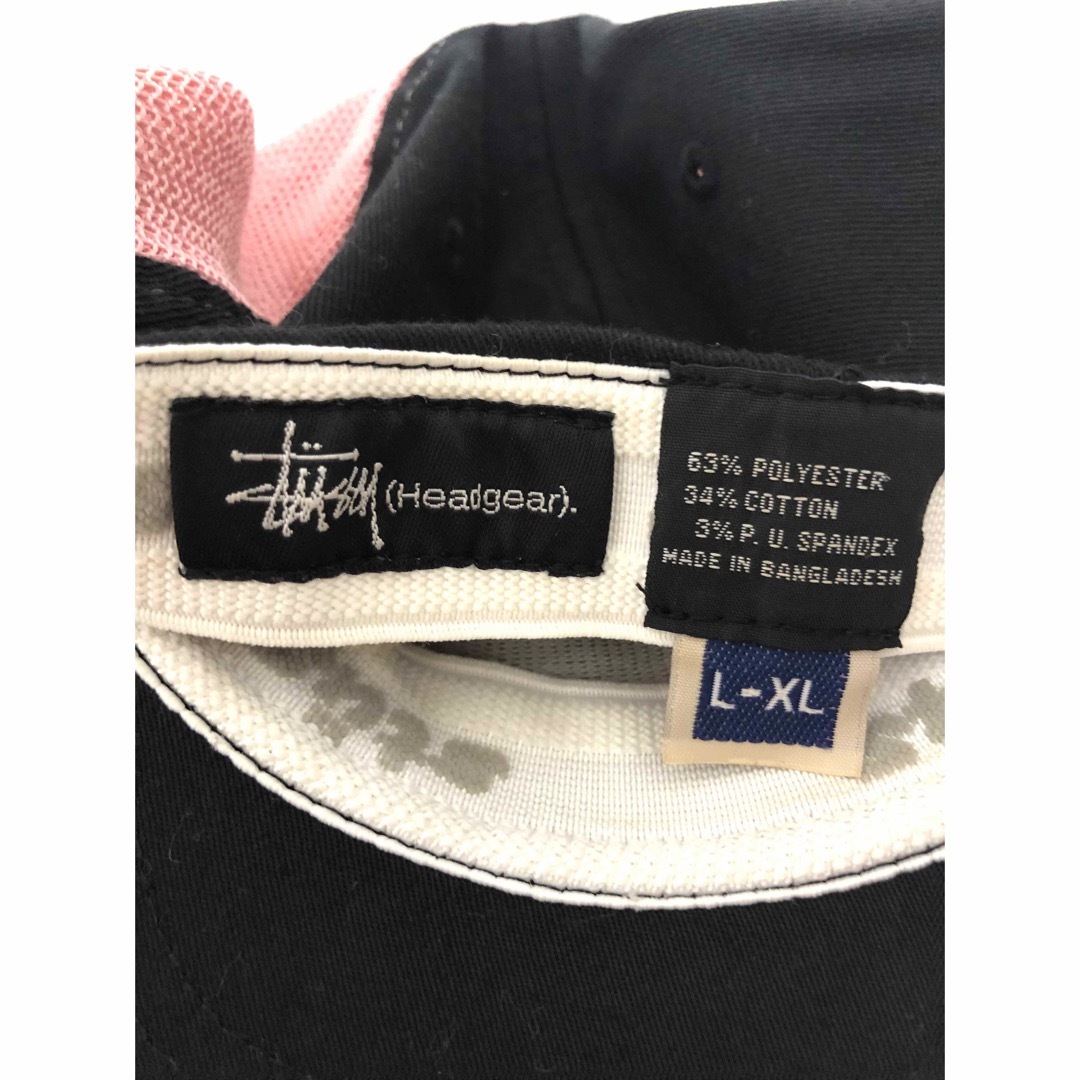 Stüssy (Headgear).
63% POLYESTER
34% COTTON
3% P. U. SPANDEX
MADE IN BANGLADESH
L-XL